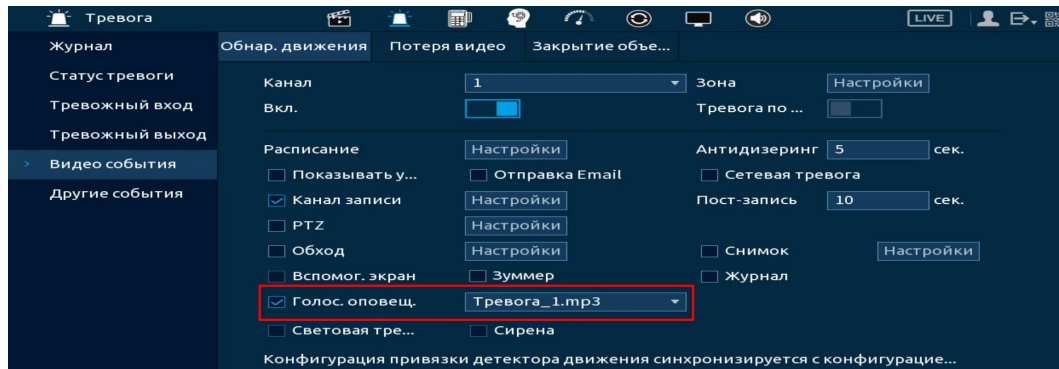 Тревога LIVE
Журнал
Статус тревоги
Тревожный вход
Тревожный выход
Видео события
Другие события
Обнар. движения Потеря видео Закрытие объе...
Канал 1 Зона Настройки
Вкл. Тревога по ...
Расписание Настройки Антидизеринг 5 сек.
Показывать у... Отправка Email Сетевая тревога
Канал записи Настройки Пост-запись 10 сек.
PTZ Настройки
Обход Настройки Снимок Настройки
Вспомог. экран Зуммер Журнал
Голос. оповещ. Тревога_1.mp3
Световая тре... Сирена
Конфигурация привязки детектора движения синхронизируется с конфигурацие...